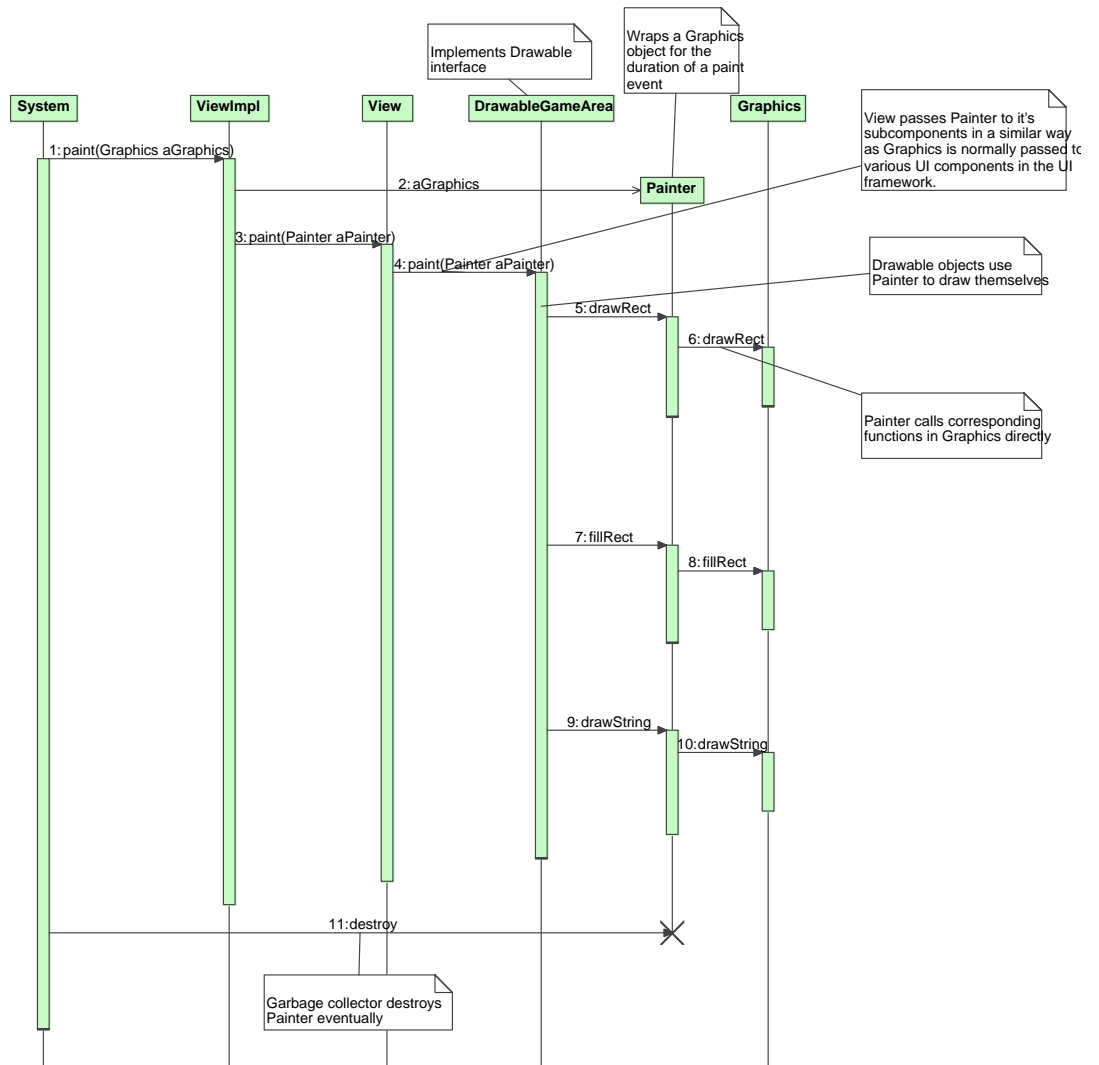 Implements Drawable
interface
Wraps a Graphics
object for the
duration of a paint
event
System
ViewImpl
View
DrawableGameArea
Graphics
View passes Painter to it's
subcomponents in a similar way
as Graphics is normally passed to
various UI components in the UI
framework.
1: paint(Graphics aGraphics)
2: aGraphics
Painter
3: paint(Painter aPainter)
4: paint(Painter aPainter)
Drawable objects use
Painter to draw themselves
5: drawRect
6: drawRect
Painter calls corresponding
functions in Graphics directly
7: fillRect
8: fillRect
9: drawString
10: drawString
11: destroy
Garbage collector destroys
Painter eventually